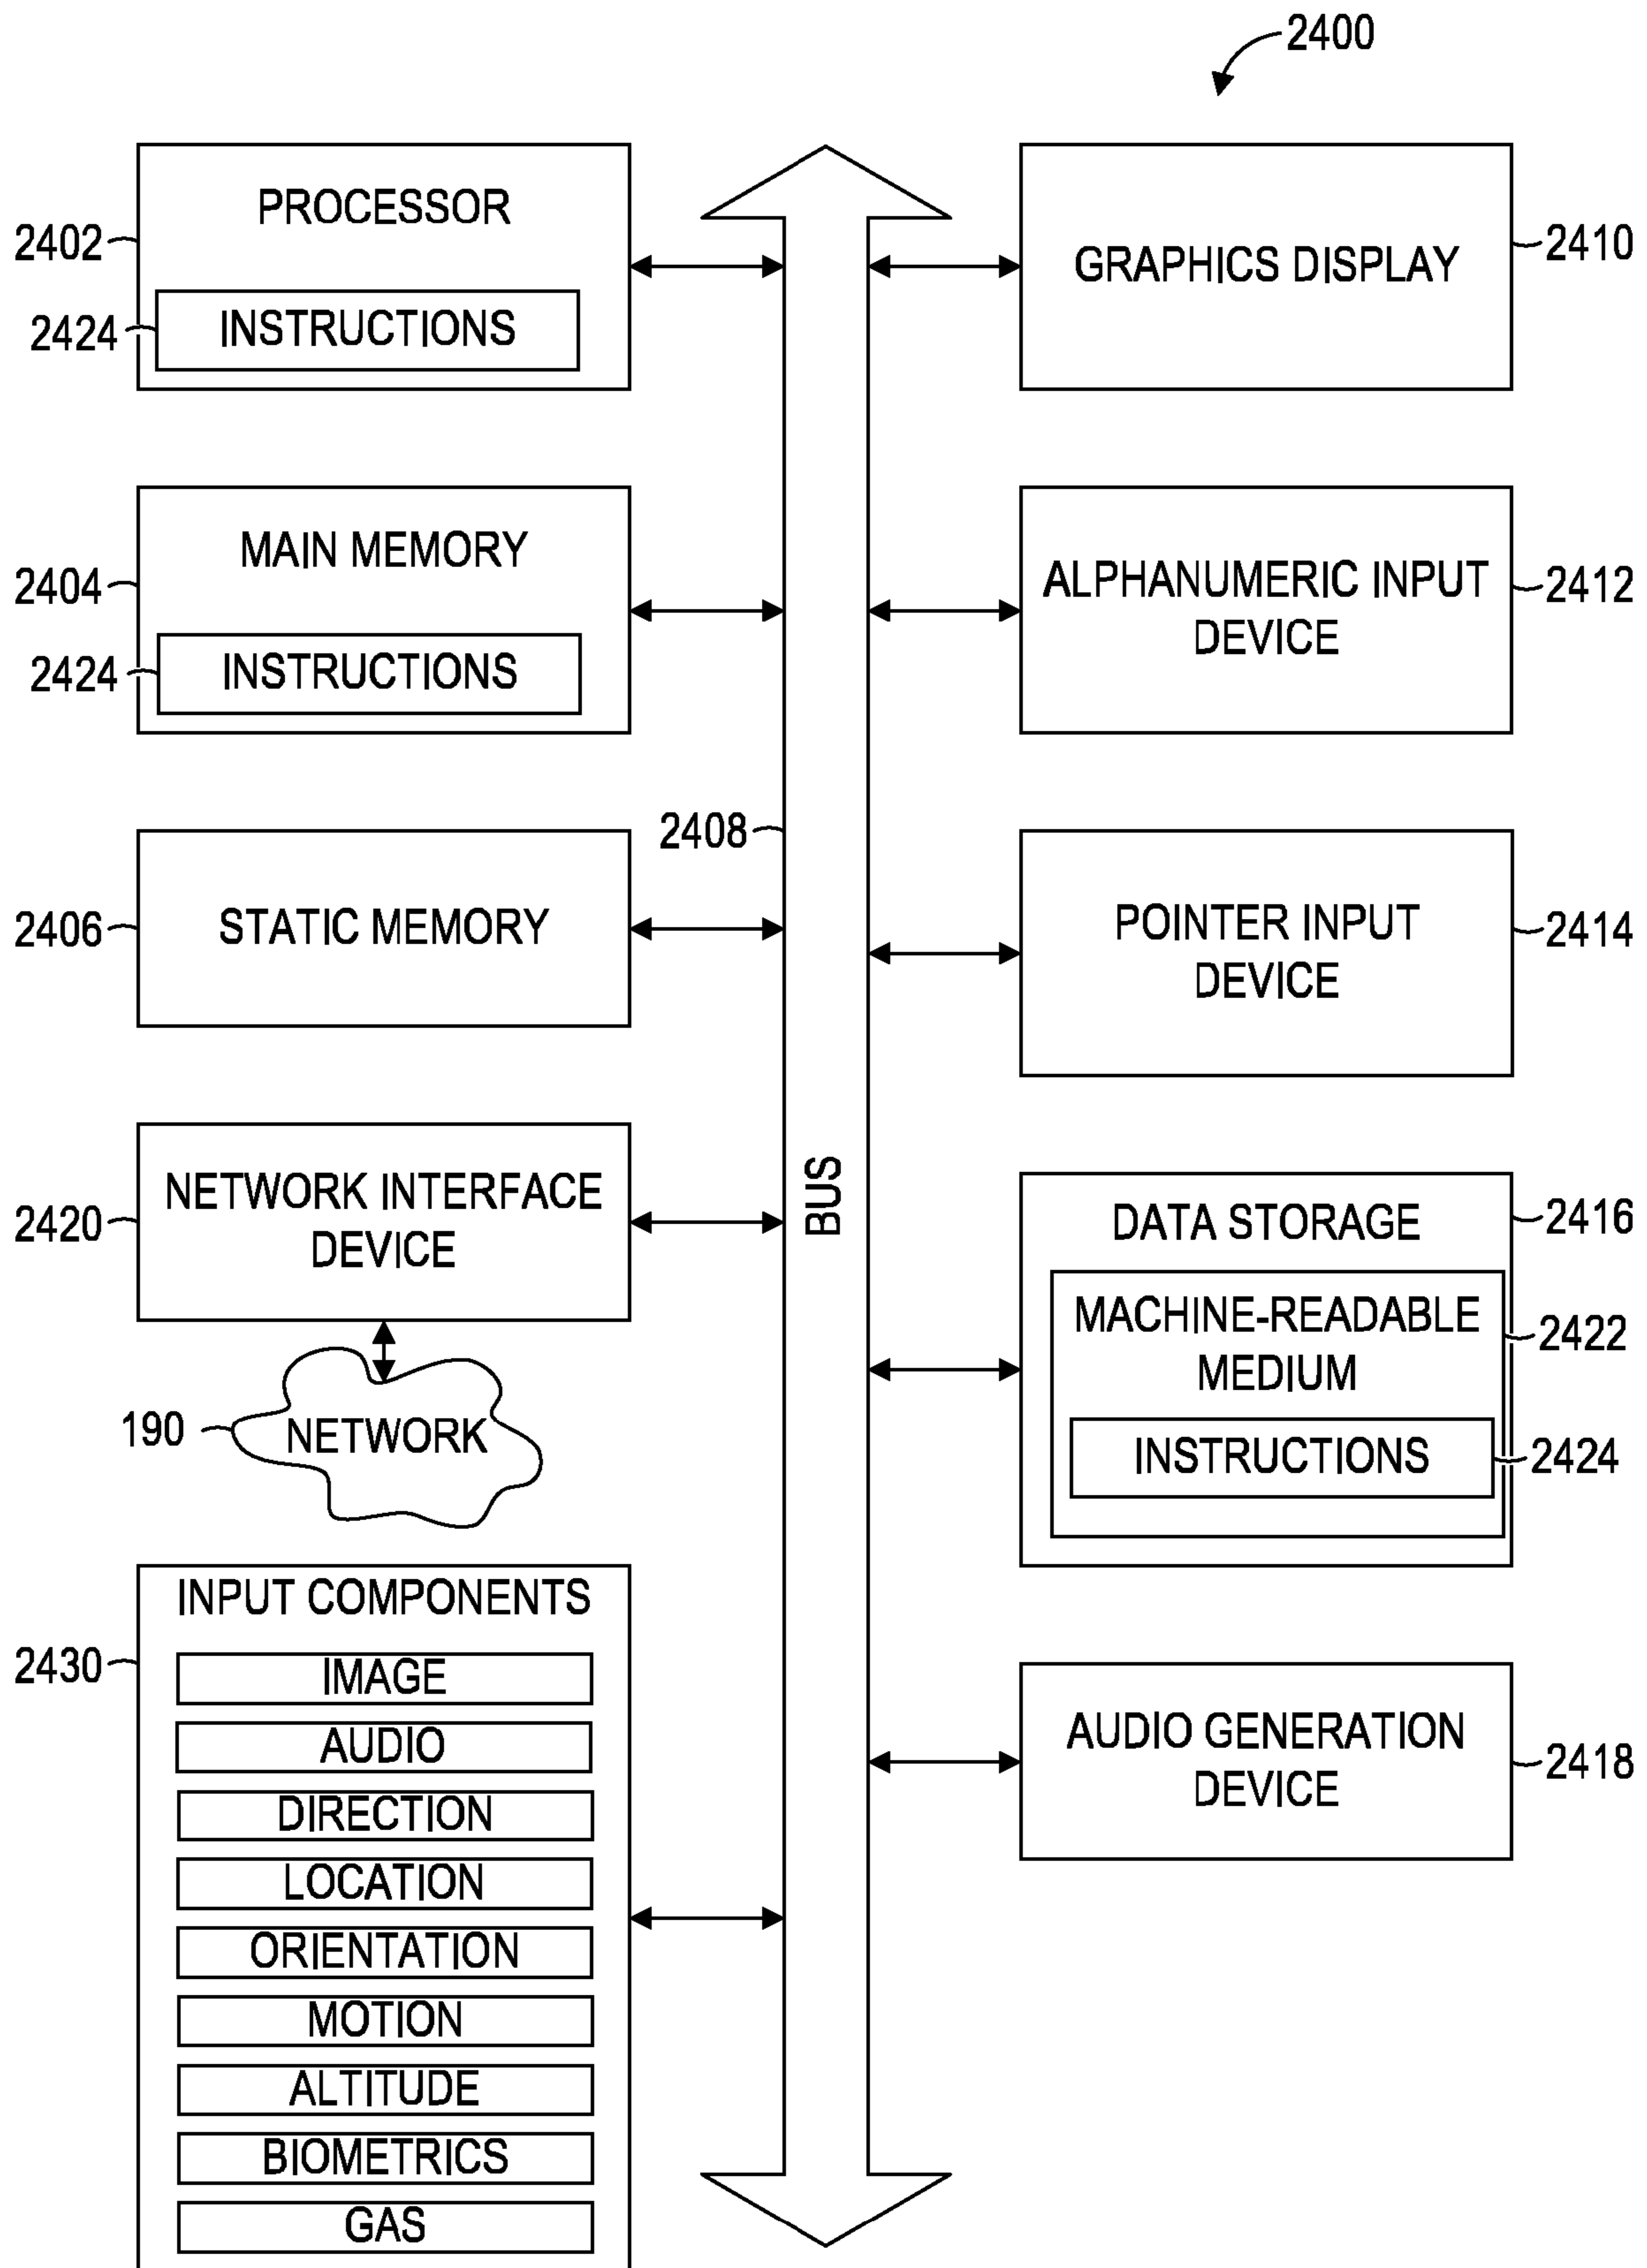 2400
PROCESSOR
2402
INSTRUCTIONS
2424
MAIN MEMORY
2404
INSTRUCTIONS
2424
STATIC MEMORY
2406
2408
NETWORK INTERFACE
DEVICE
2420
NETWORK
190
INPUT COMPONENTS
2430
IMAGE
AUDIO
DIRECTION
LOCATION
ORIENTATION
MOTION
ALTITUDE
BIOMETRICS
GAS
BUS
GRAPHICS DISPLAY
2410
ALPHANUMERIC INPUT
DEVICE
2412
POINTER INPUT
DEVICE
2414
DATA STORAGE
2416
MACHINE-READABLE
MEDIUM
2422
INSTRUCTIONS
2424
AUDIO GENERATION
DEVICE
2418